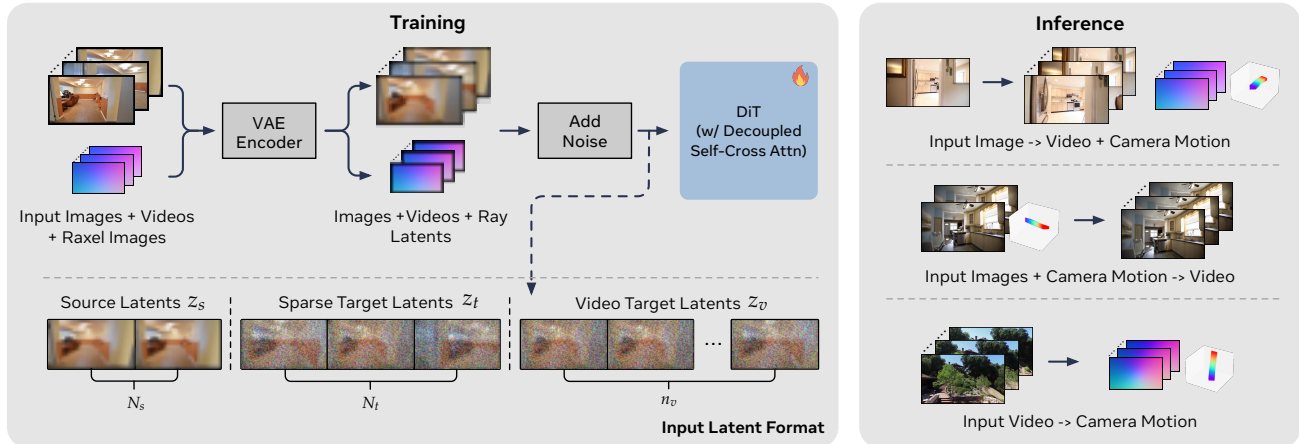 Training
VAE
Encoder
Add
Noise
DiT
(w/ Decoupled
Self-Cross Attn)
Input Images + Videos
+ Raxel Images
Images +Videos + Ray
Latents
Source Latents z_s
Sparse Target Latents z_t
Video Target Latents z_v
...
N_s
N_t
n_v
Input Latent Format
Inference
Input Image -> Video + Camera Motion
Input Images + Camera Motion -> Video
Input Video -> Camera Motion